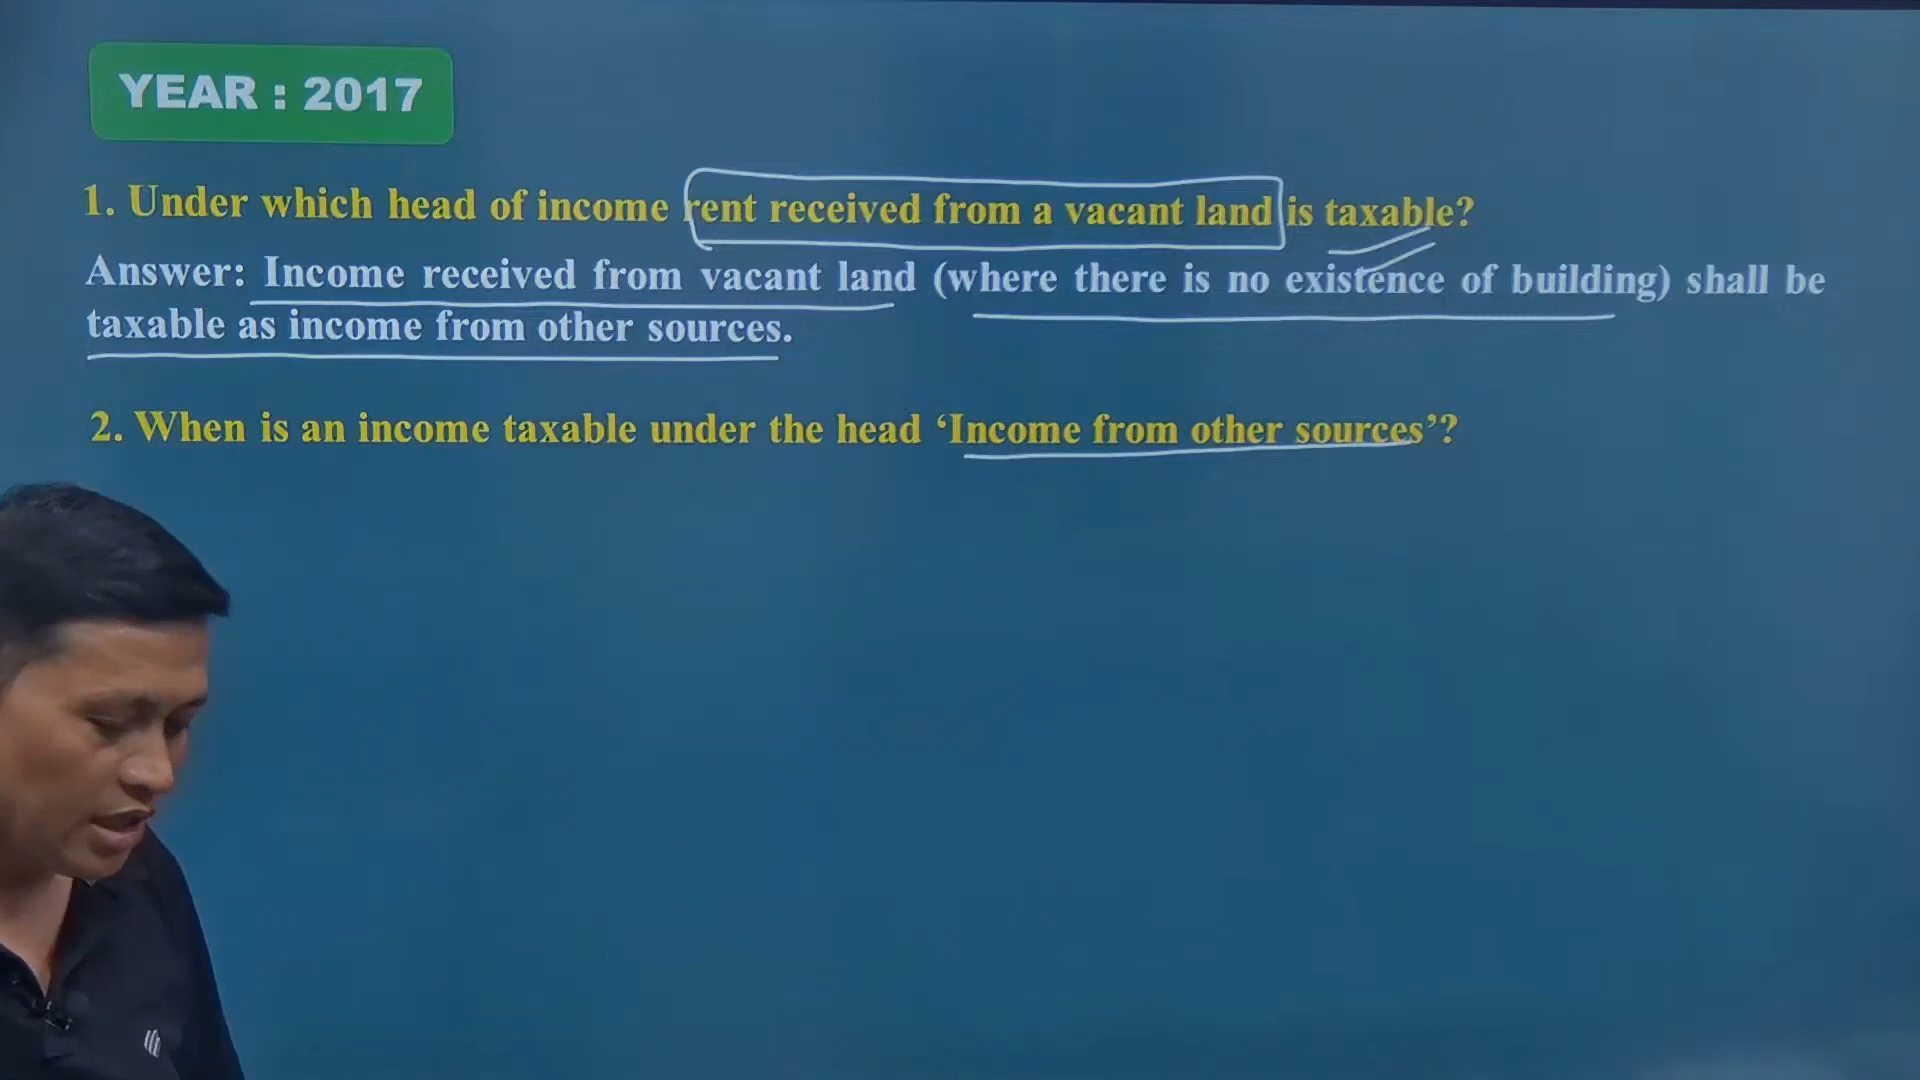 YEAR : 2017
1. Under which head of income rent received from a vacant land is taxable?
Answer: Income received from vacant land (where there is no existence of building) shall be
taxable as income from other sources.
2. When is an income taxable under the head ‘Income from other sources’?